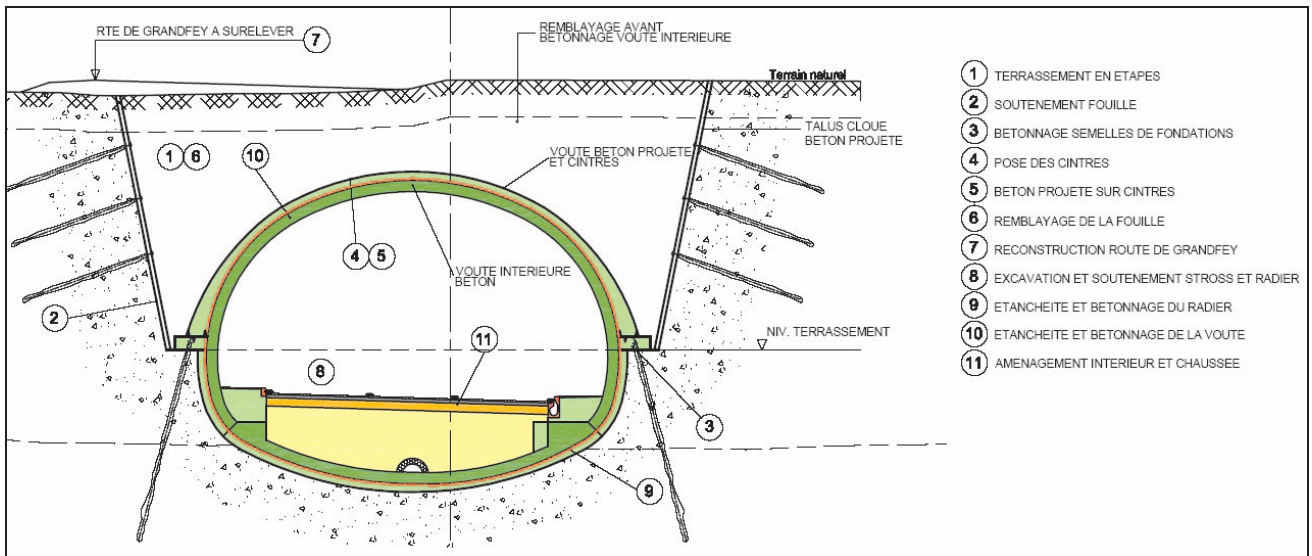 RTE DE GRANDFEY A SURELEVER 7
REMBLAYAGE AVANT
BETONNAGE VOUTE INTERIEURE
Terrain naturel
TALUS CLOUE
BETON PROJETE
1 6
10
VOUTE BETON PROJETE
ET CINTRES
4 5
VOUTE INTERIEURE
BETON
2
NIV. TERRASSEMENT
11
8
3
9
1 TERRASSEMENT EN ETAPES
2 SOUTENEMENT FOUILLE
3 BETONNAGE SEMELLES DE FONDATIONS
4 POSE DES CINTRES
5 BETON PROJETE SUR CINTRES
6 REMBLAYAGE DE LA FOUILLE
7 RECONSTRUCTION ROUTE DE GRANDFEY
8 EXCAVATION ET SOUTENEMENT STROSS ET RADIER
9 ETANCHEITE ET BETONNAGE DU RADIER
10 ETANCHEITE ET BETONNAGE DE LA VOUTE
11 AMENAGEMENT INTERIEUR ET CHAUSSEE